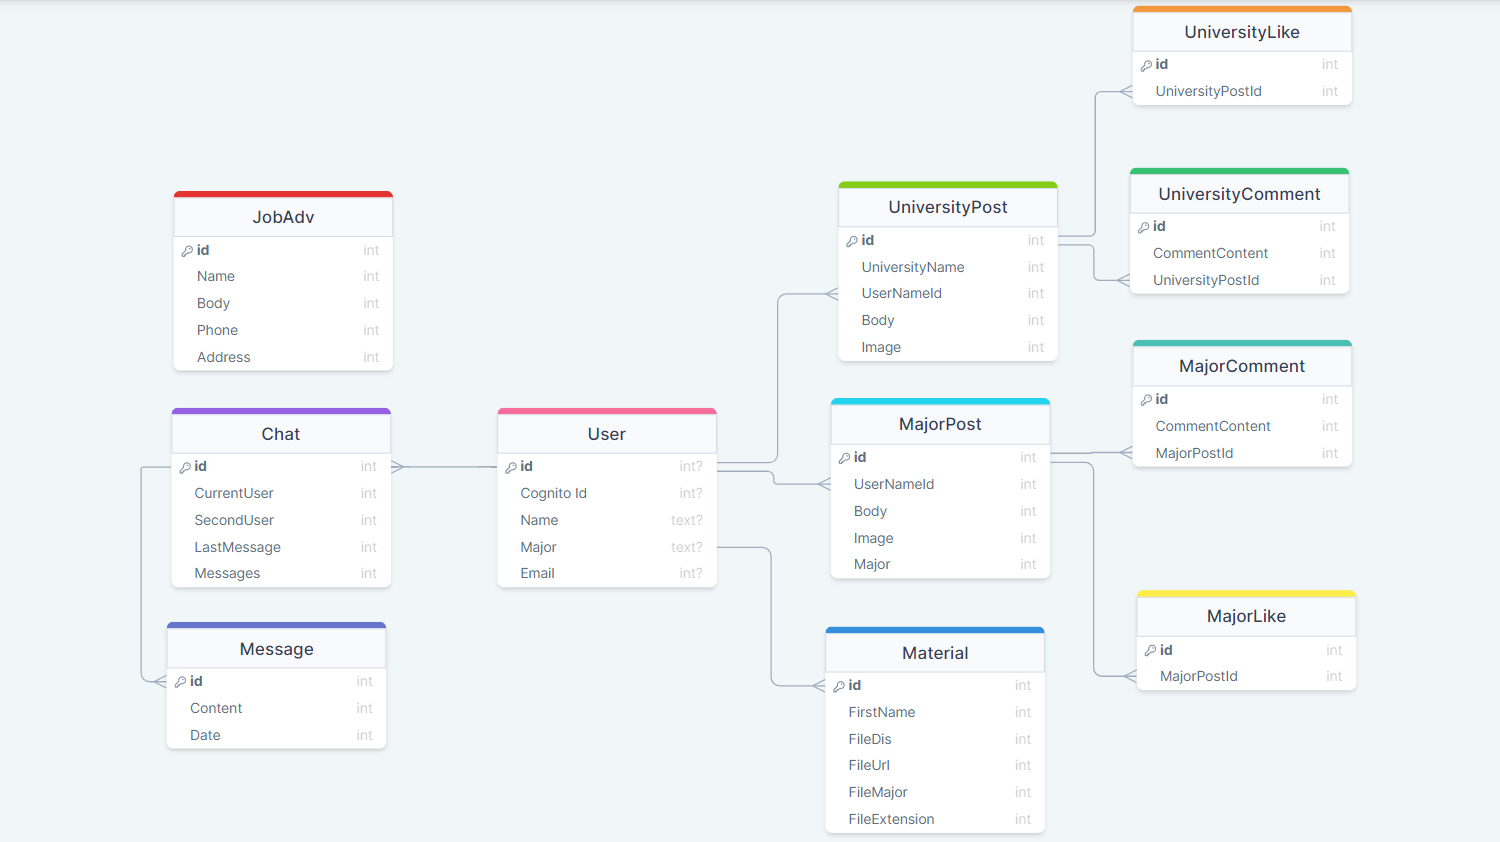 UniversityLike
id int
UniversityPostId int
UniversityComment
id int
CommentContent int
UniversityPostId int
UniversityPost
id int
UniversityName int
UserNameId int
Body int
Image int
JobAdv
id int
Name int
Body int
Phone int
Address int
MajorComment
id int
CommentContent int
MajorPostId int
MajorPost
id int
UserNameId int
Body int
Image int
Major int
Chat
id int
CurrentUser int
SecondUser int
LastMessage int
Messages int
User
id int?
Cognito Id int?
Name text?
Major text?
Email int?
MajorLike
id int
MajorPostId int
Message
id int
Content int
Date int
Material
id int
FirstName int
FileDis int
FileUrl int
FileMajor int
FileExtension int